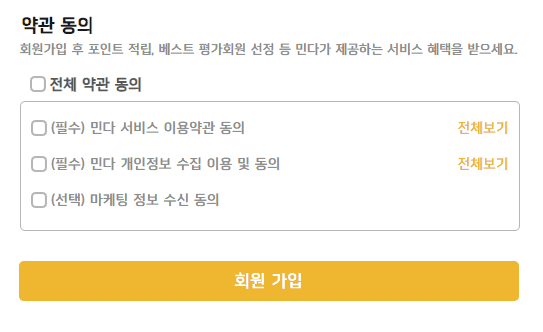 약관 동의
회원가입 후 포인트 적립, 베스트 평가회원 선정 등 민다가 제공하는 서비스 혜택을 받으세요.
전체 약관 동의
(필수) 민다 서비스 이용약관 동의 전체보기
(필수) 민다 개인정보 수집 이용 및 동의 전체보기
(선택) 마케팅 정보 수신 동의
회원 가입